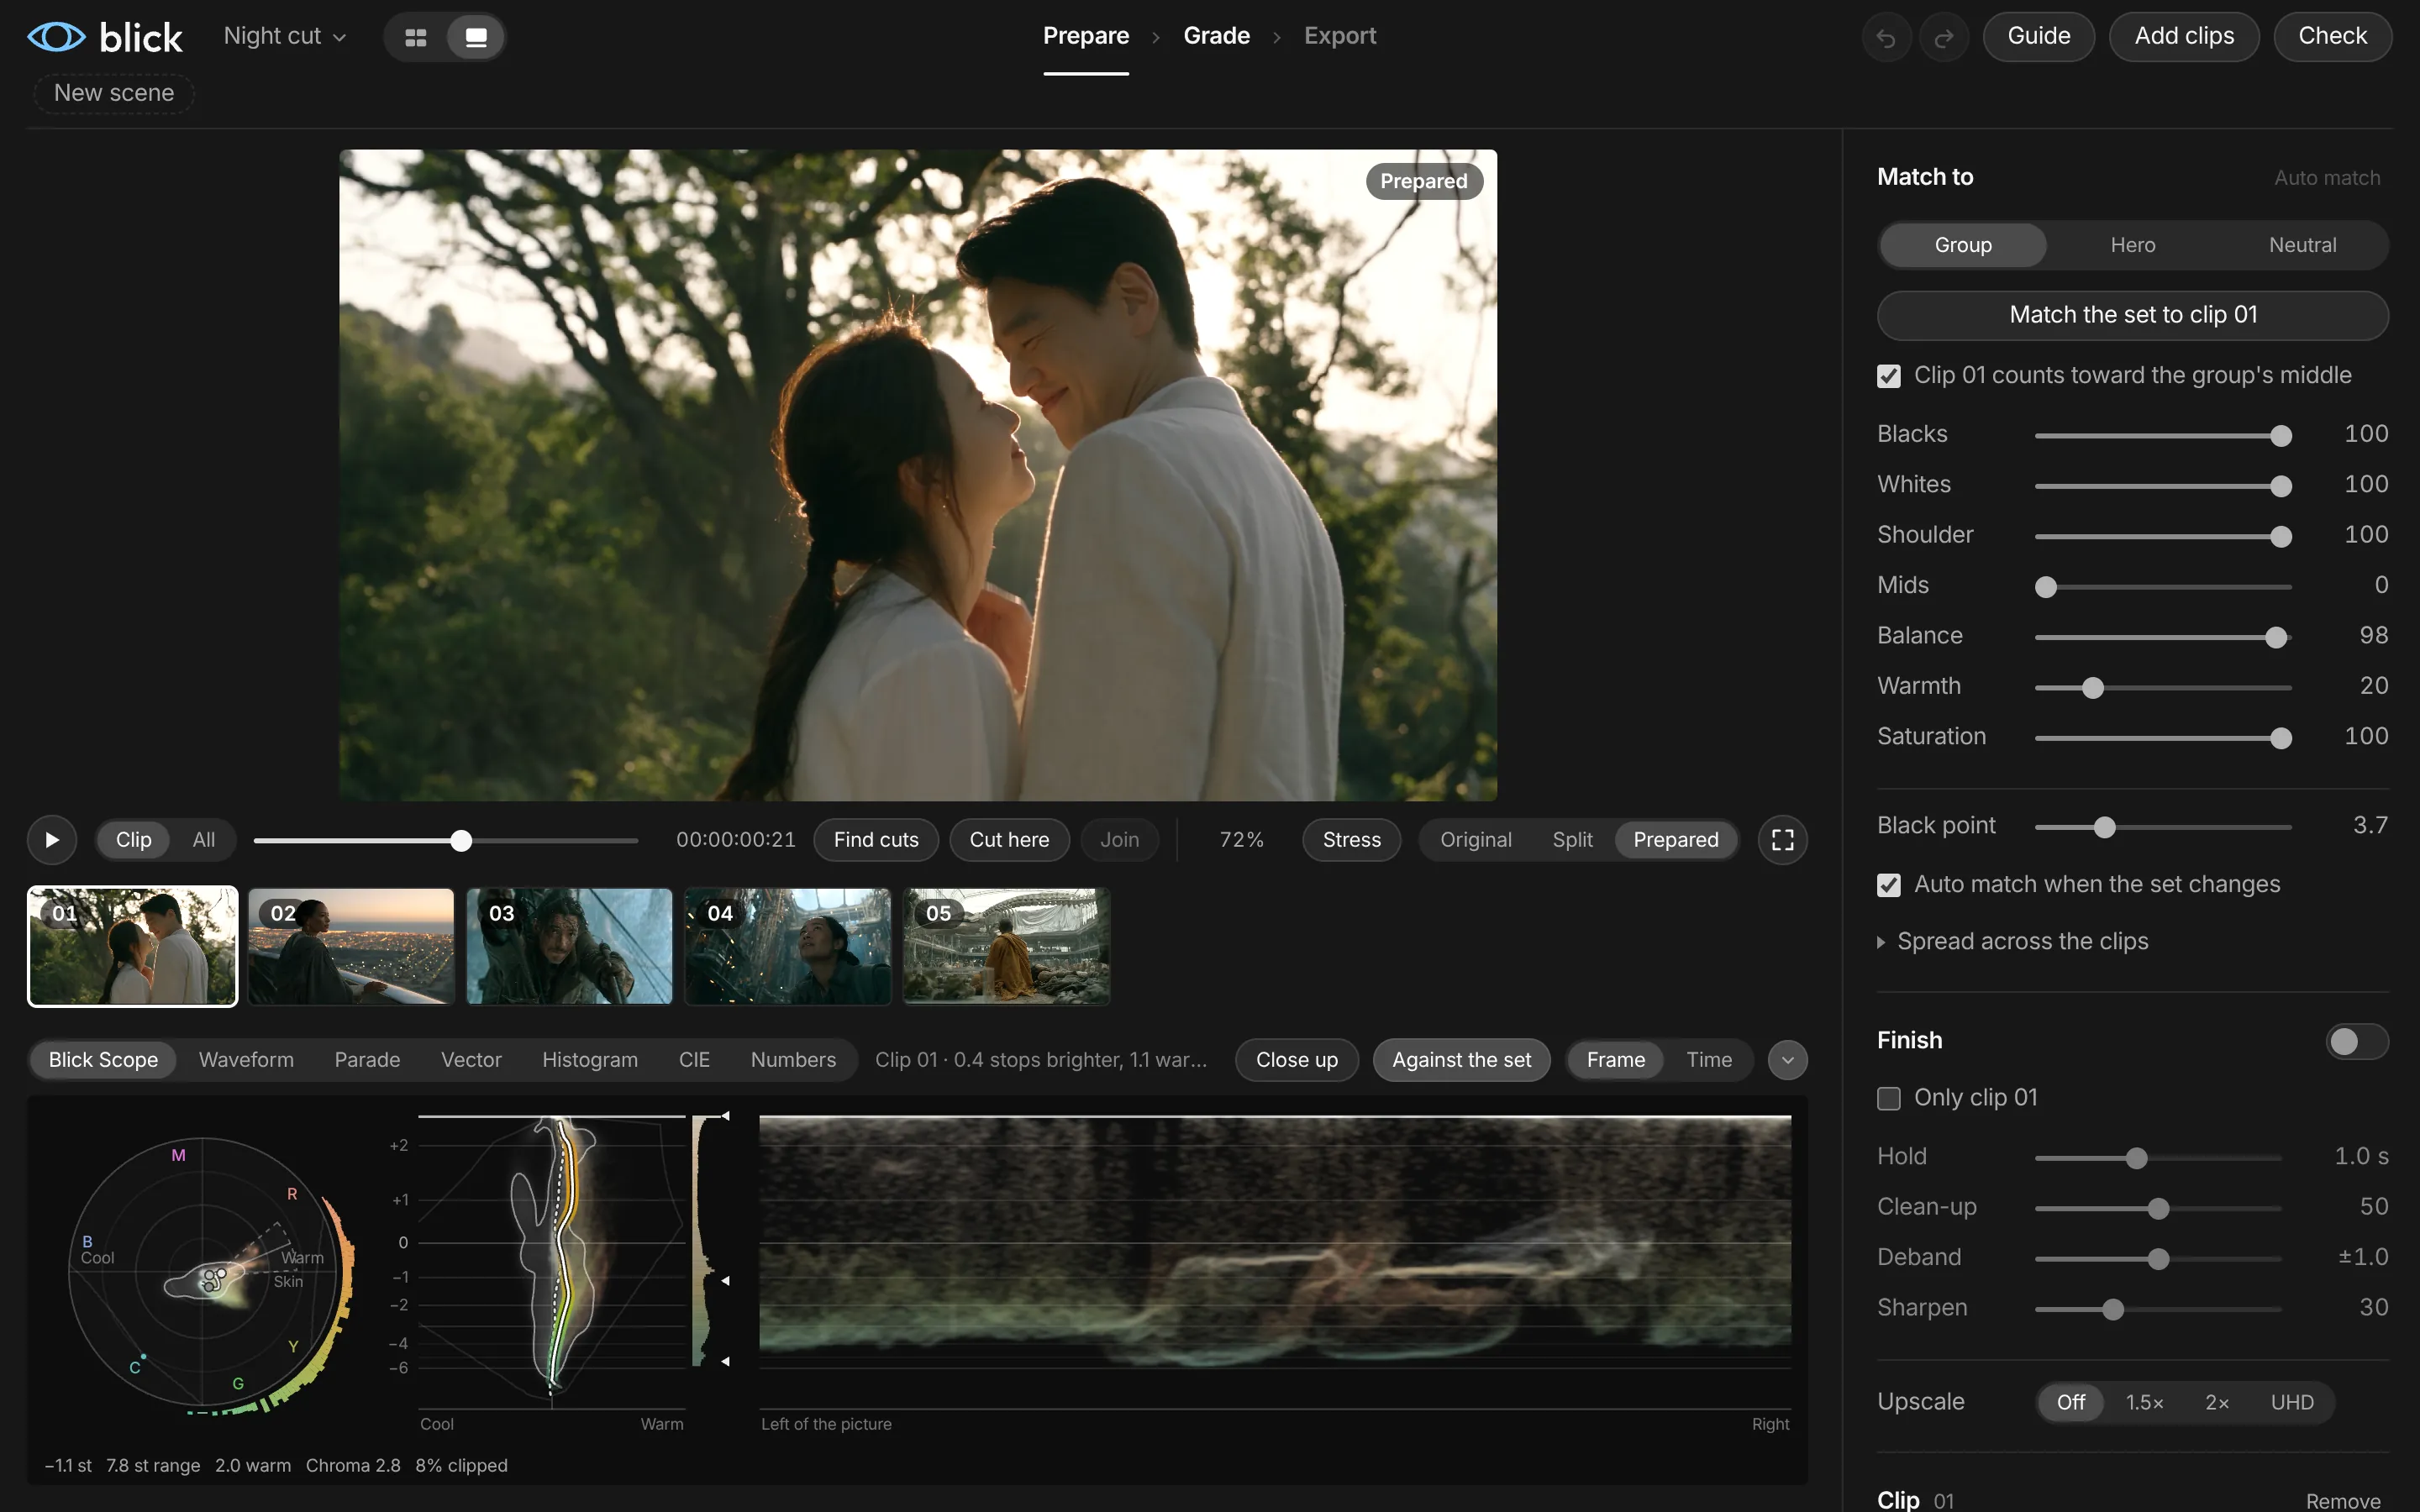 blick
Night cut
Prepare
Grade
Export
Guide
Add clips
Check
New scene
Prepared
Match to
Auto match
Group
Hero
Neutral
Match the set to clip 01
Clip 01 counts toward the group's middle
Blacks 100
Whites 100
Shoulder 100
Mids 0
Balance 98
Warmth 20
Saturation 100
Black point 3.7
Auto match when the set changes
Spread across the clips
Finish
Only clip 01
Hold 1.0 s
Clean-up 50
Deband ±1.0
Sharpen 30
Upscale Off 1.5× 2× UHD
Clip 01 Remove
Clip All 00:00:00:21 Find cuts Cut here Join 72% Stress Original Split Prepared
01 02 03 04 05
Blick Scope Waveform Parade Vector Histogram CIE Numbers Clip 01 · 0.4 stops brighter, 1.1 war... Close up Against the set Frame Time
M
R
B
Cool
Warm
Skin
Y
C
G
+2
+1
0
−1
−2
−4
−6
Cool Warm
Left of the picture Right
−1.1 st 7.8 st range 2.0 warm Chroma 2.8 8% clipped